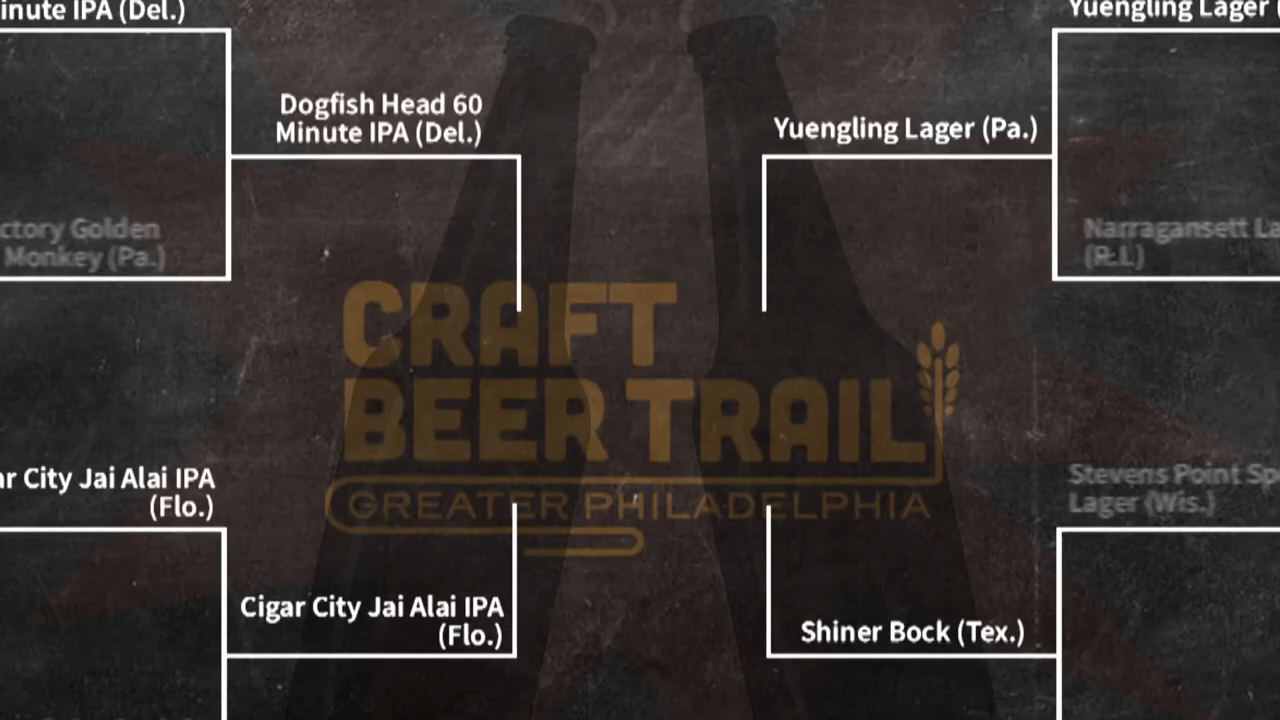 inute IPA (Del.)
Yuengling Lager
Dogfish Head 60
Minute IPA (Del.)
Yuengling Lager (Pa.)
ctory Golden
Monkey (Pa.)
Narragansett La
(R.I.)
CRAFT
BEER TRAIL
GREATER PHILADELPHIA
ar City Jai Alai IPA
(Flo.)
Stevens Point Sp
Lager (Wis.)
Cigar City Jai Alai IPA
(Flo.)
Shiner Bock (Tex.)